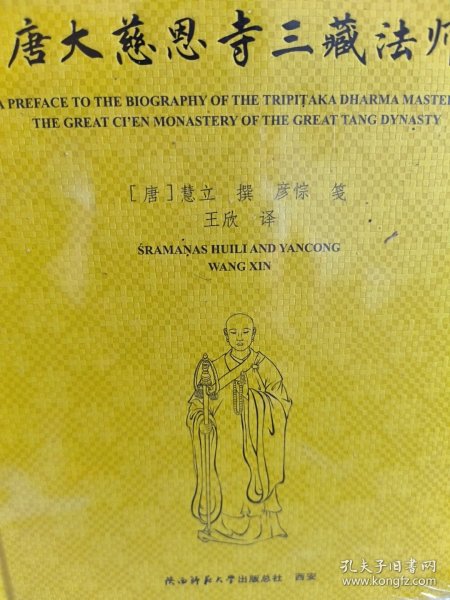 唐大慈恩寺三藏法师
A PREFACE TO THE BIOGRAPHY OF THE TRIPIṬAKA DHARMA MASTE
THE GREAT CI'EN MONASTERY OF THE GREAT TANG DYNASTY
［唐］慧立 撰 彦悰 笺
王欣 译
ŚRAMAṆAS HUILI AND YANCONG
WANG XIN
陕西师范大学出版总社 西安
孔夫子旧书网
www.kongfz.com